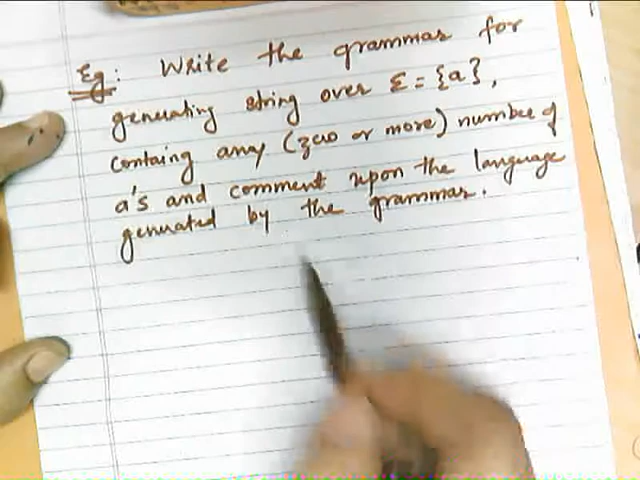 Eg: Write the grammar for
generating string over Σ = {a},
containg any (zero or more) number of
a's and comment upon the language
generated by the grammar.